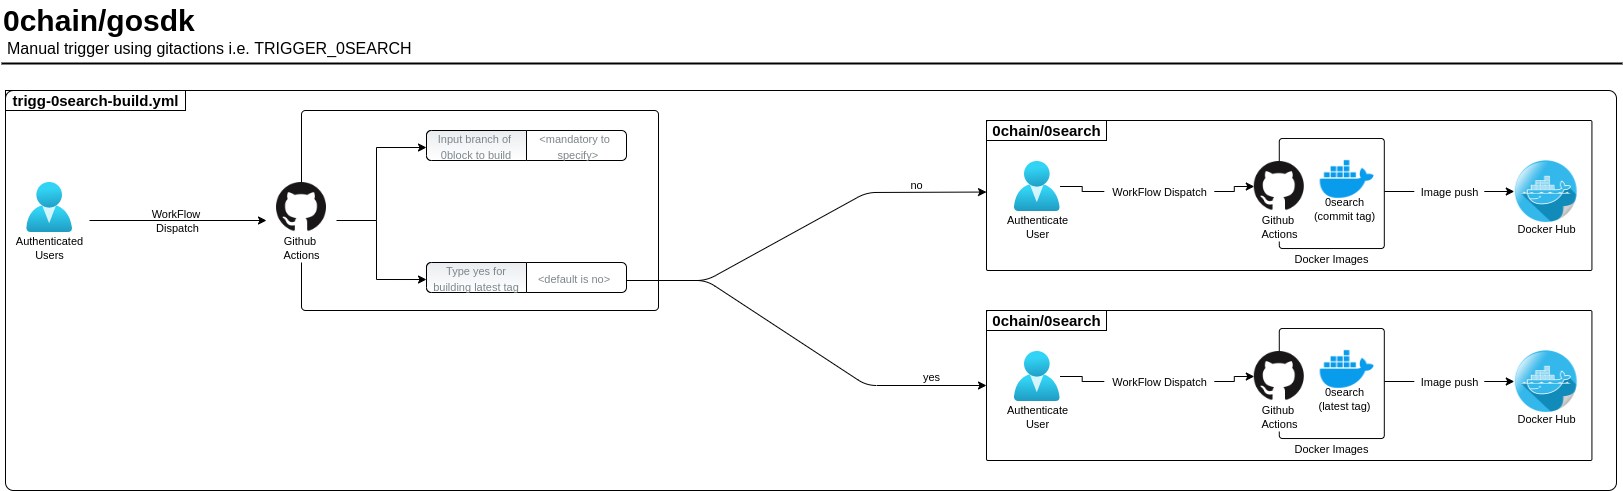 0chain/gosdk
Manual trigger using gitactions i.e. TRIGGER_0SEARCH
trigg-0search-build.yml
Authenticated
Users
WorkFlow
Dispatch
Github
Actions
Input branch of
0block to build
<mandatory to
specify>
Type yes for
building latest tag
<default is no>
no
yes
0chain/0search
Authenticate
User
WorkFlow Dispatch
Github
Actions
0search
(commit tag)
Docker Images
Image push
Docker Hub
0chain/0search
Authenticate
User
WorkFlow Dispatch
Github
Actions
0search
(latest tag)
Docker Images
Image push
Docker Hub